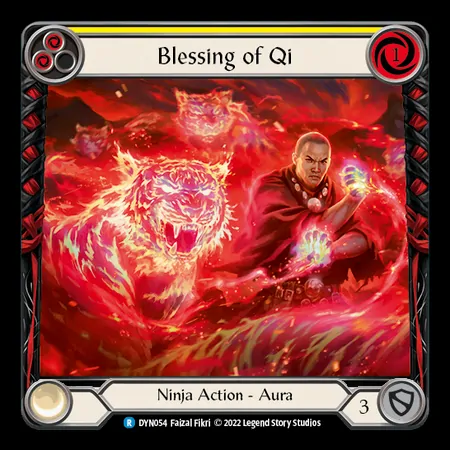 Blessing of Qi
1
Ninja Action - Aura
3
R DYN054 Faizal Fikri © 2022 Legend Story Studios